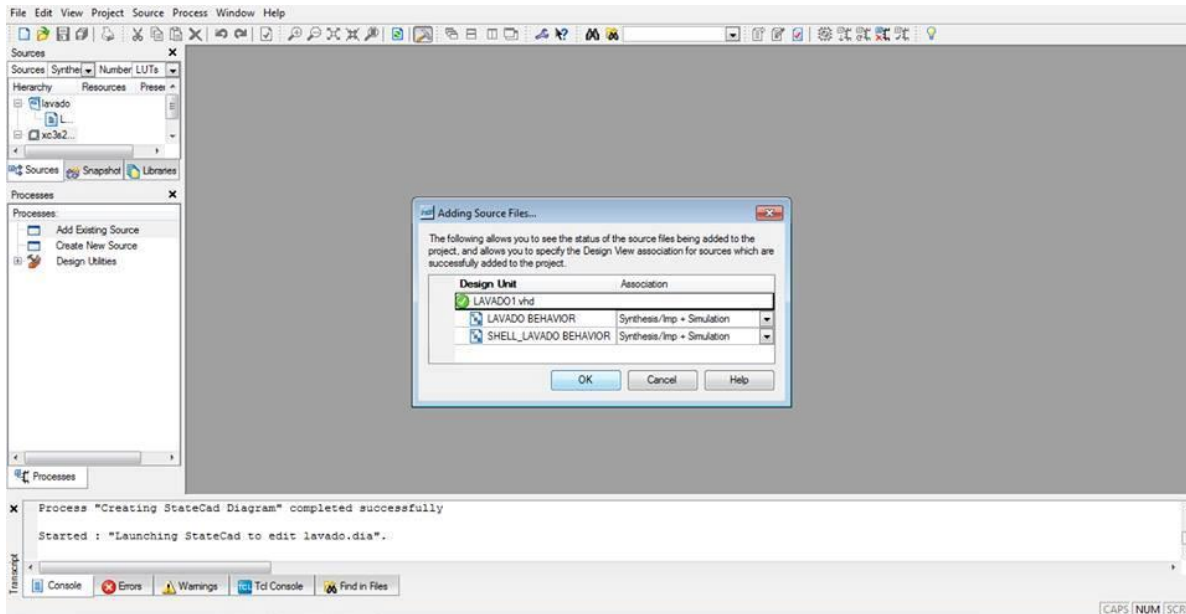 File Edit View Project Source Process Window Help
Sources
Sources Synthe Number LUTs
Hierarchy Resources Preser
lavado
L...
xc3s2...
Sources Snapshot Libraries
Processes
Processes:
Add Existing Source
Create New Source
Design Utilities
Processes
Adding Source Files...
The following allows you to see the status of the source files being added to the
project, and allows you to specify the Design View association for sources which are
successfully added to the project.
Design Unit Association
LAVADO1.vhd
LAVADO BEHAVIOR Synthesis/Imp + Simulation
SHELL_LAVADO BEHAVIOR Synthesis/Imp + Simulation
OK Cancel Help
Process "Creating StateCad Diagram" completed successfully
Started : "Launching StateCad to edit lavado.dia".
Transcript
Console Errors Warnings Tcl Console Find in Files
CAPS NUM SCR